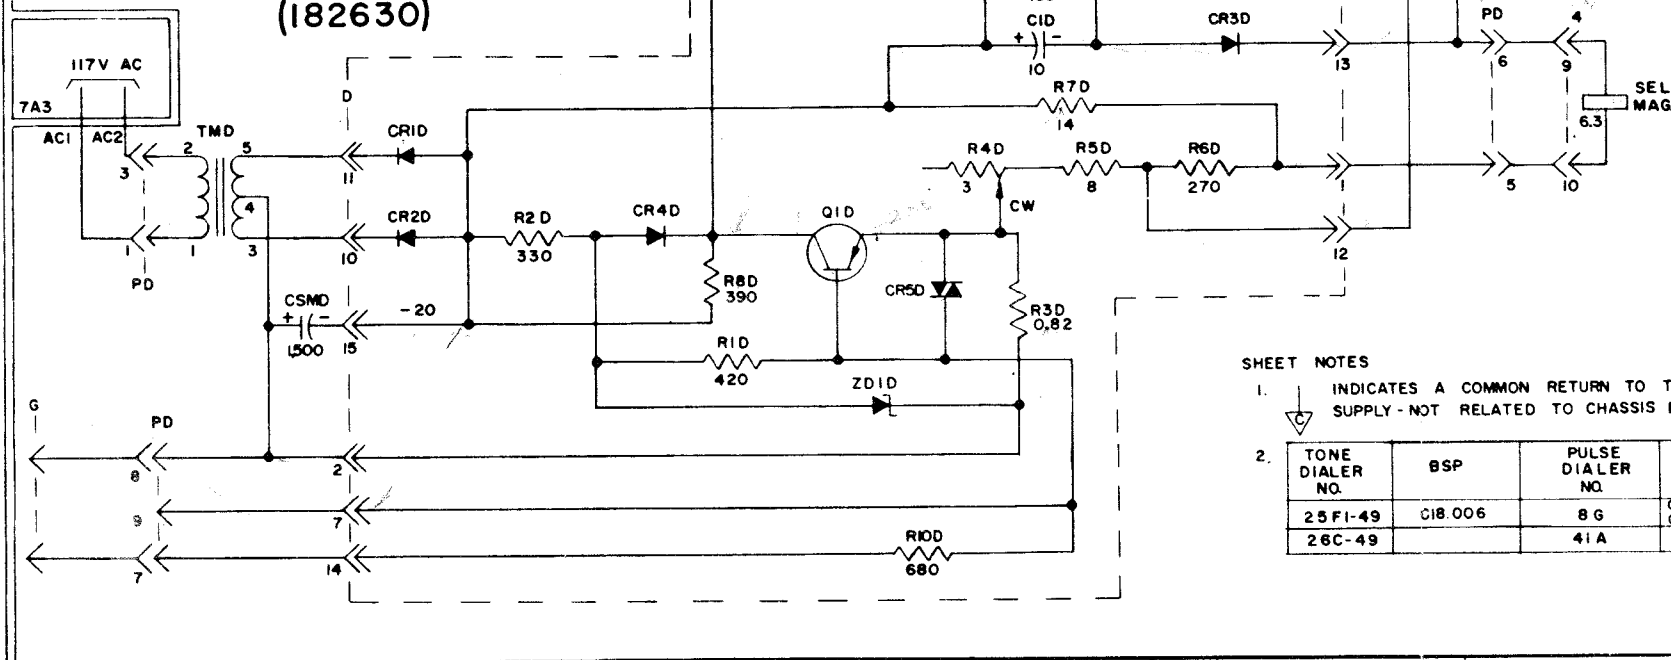 (182630)
117V AC
7A3
AC1 AC2
TMD
2 5
3
4
1 3
1
PD
D
CR1D
11
CR2D
10
CSMD
+ -
1500
15
-20
R2D
330
CR4D
R8D
390
Q1D
CR5D
R3D
0.82
R1D
420
ZD1D
C1D
+ -
10
CR3D
13
R7D
14
R4D
3
R5D
8
R6D
270
CW
12
PD
6
4
9
SEL
MAG
6.3
5
10
G
PD
8
2
9
7
7
14
R10D
680
SHEET NOTES
1. C INDICATES A COMMON RETURN TO
SUPPLY - NOT RELATED TO CHASSIS
2. TONE DIALER NO. BSP PULSE DIALER NO.
25F1-49 C18.006 8G
26C-49 41A